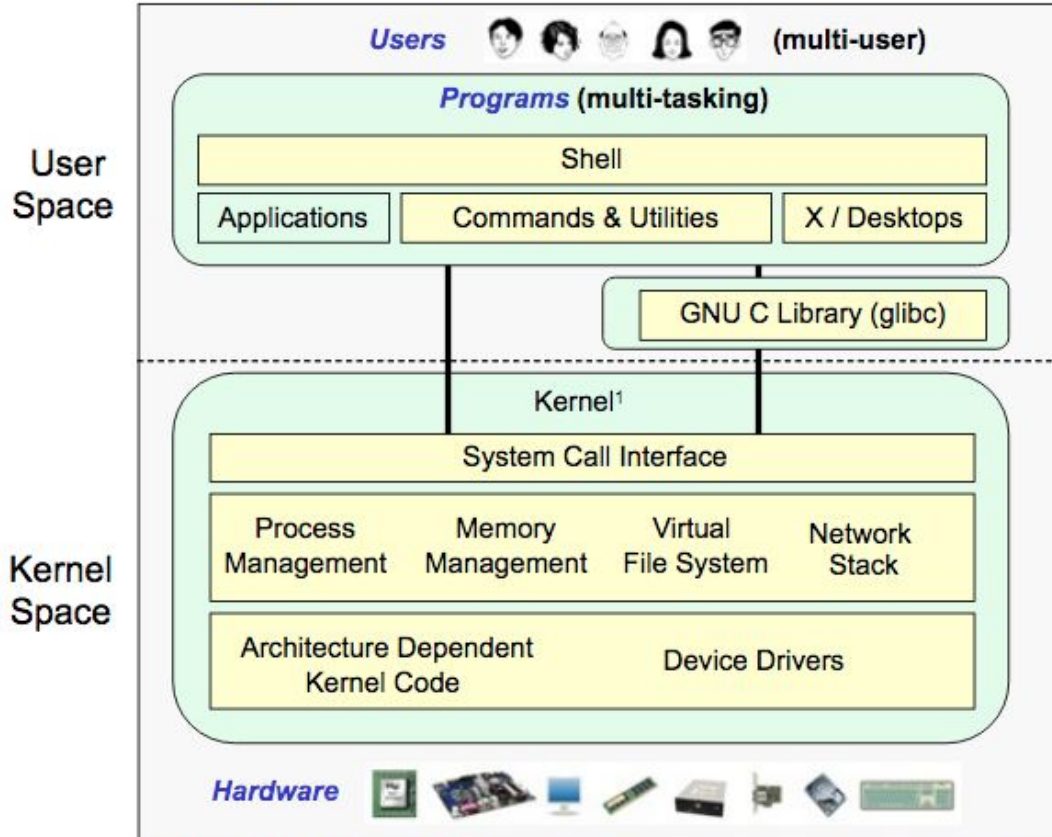 Users (multi-user)
Programs (multi-tasking)
Shell
User
Space
Applications Commands & Utilities X / Desktops
GNU C Library (glibc)
Kernel¹
System Call Interface
Process
Management
Memory
Management
Virtual
File System
Network
Stack
Kernel
Space
Architecture Dependent
Kernel Code
Device Drivers
Hardware